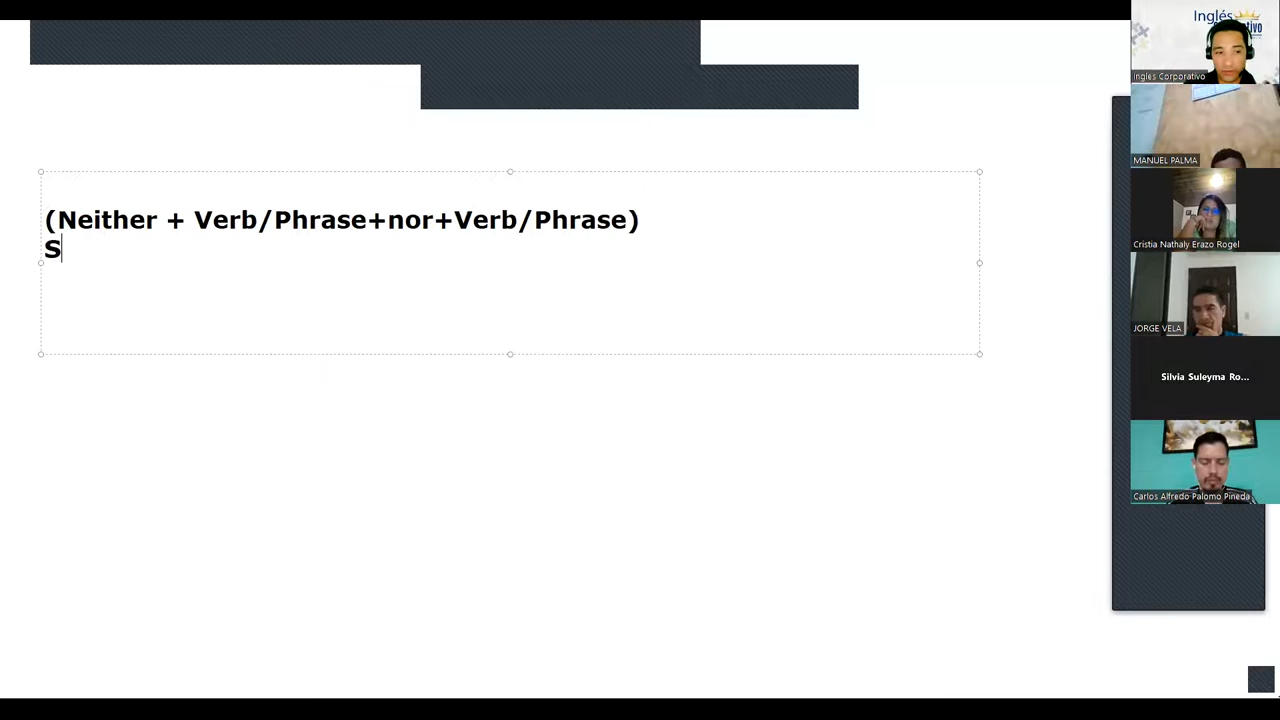 (Neither + Verb/Phrase+nor+Verb/Phrase)
S
Inglés
Ingles Corporativo
MANUEL PALMA
Cristia Nathaly Erazo Rogel
JORGE VELA
Silvia Suleyma Ro...
Carlos Alfredo Palomo Pineda